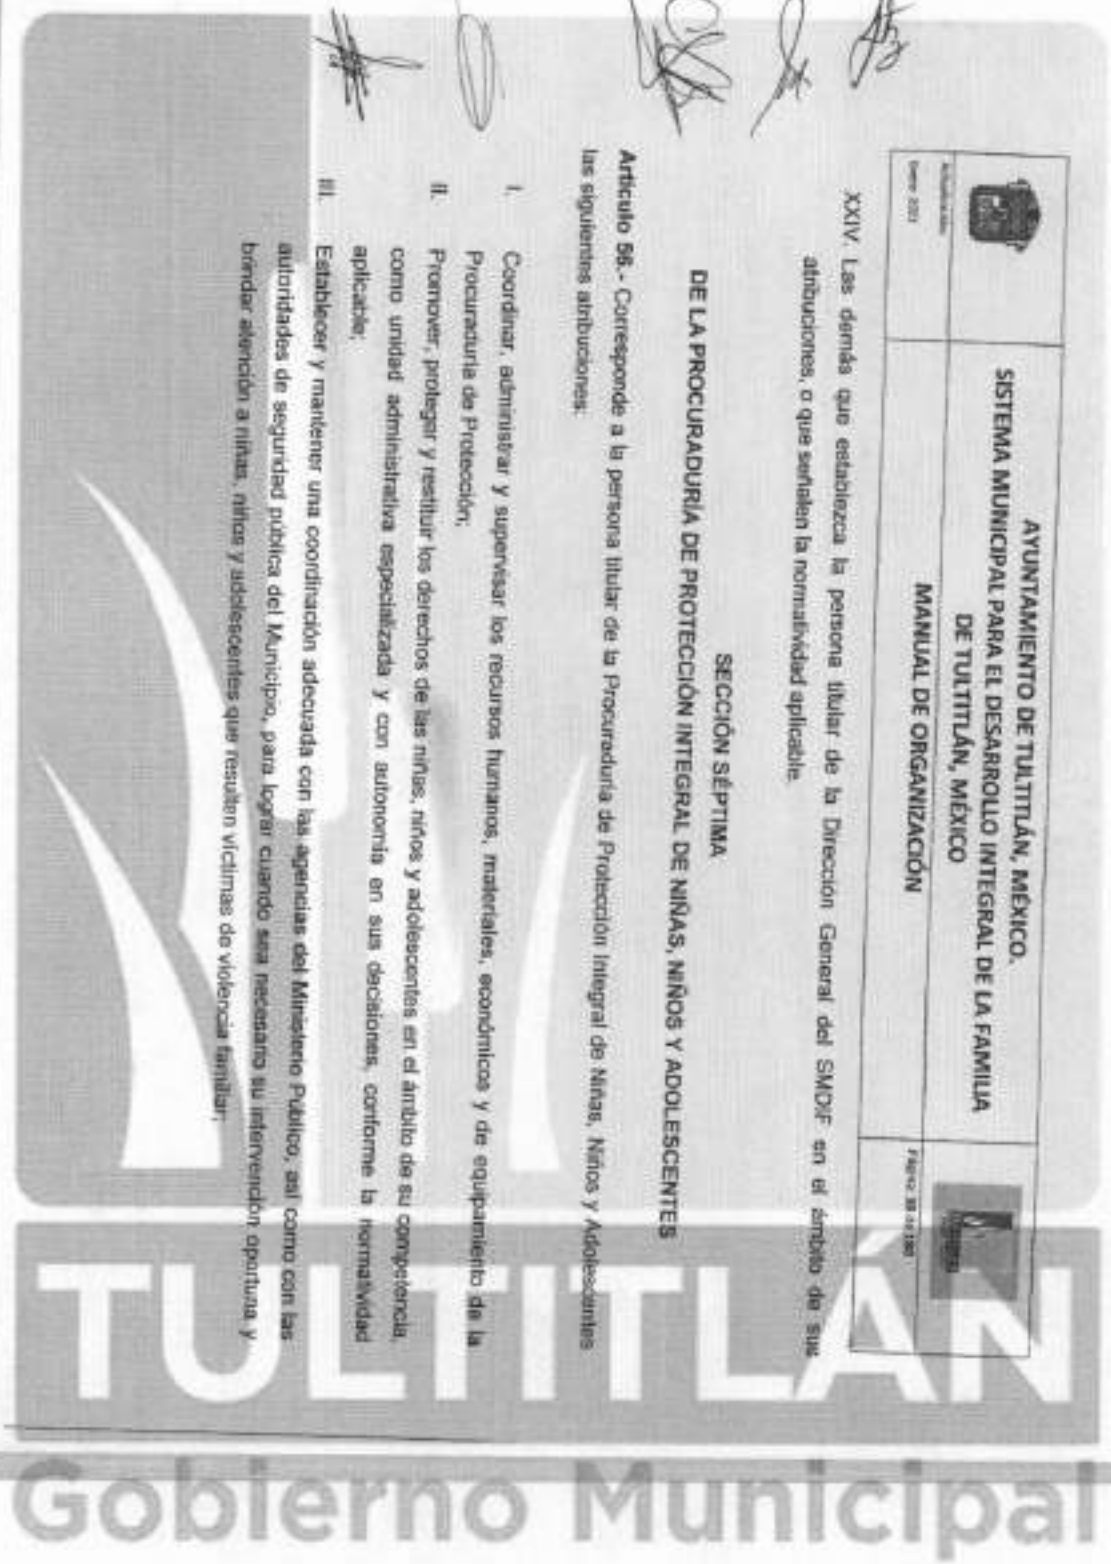 AYUNTAMIENTO DE TULTITLÁN, MÉXICO.
SISTEMA MUNICIPAL PARA EL DESARROLLO INTEGRAL DE LA FAMILIA
DE TULTITLÁN, MÉXICO
MANUAL DE ORGANIZACIÓN
XXIV. Las demás que establezca la persona titular de la Dirección General del SMDIF en el ámbito de sus
atribuciones, o que señalen la normatividad aplicable.
SECCIÓN SÉPTIMA
DE LA PROCURADURÍA DE PROTECCIÓN INTEGRAL DE NIÑAS, NIÑOS Y ADOLESCENTES
Artículo 56.- Corresponde a la persona titular de la Procuraduría de Protección Integral de Niñas, Niños y Adolescentes
las siguientes atribuciones:
I. Coordinar, administrar y supervisar los recursos humanos, materiales, económicos y de equipamiento de la
Procuraduría de Protección;
II. Promover, proteger y restituir los derechos de las niñas, niños y adolescentes en el ámbito de su competencia,
como unidad administrativa especializada y con autonomía en sus decisiones, conforme la normatividad
aplicable;
III. Establecer y mantener una coordinación adecuada con las agencias del Ministerio Público, así como con las
autoridades de seguridad pública del Municipio, para lograr cuando sea necesario su intervención oportuna y
brindar atención a niñas, niños y adolescentes que resulten víctimas de violencia familiar;
TULTITLÁN
Gobierno Municipal